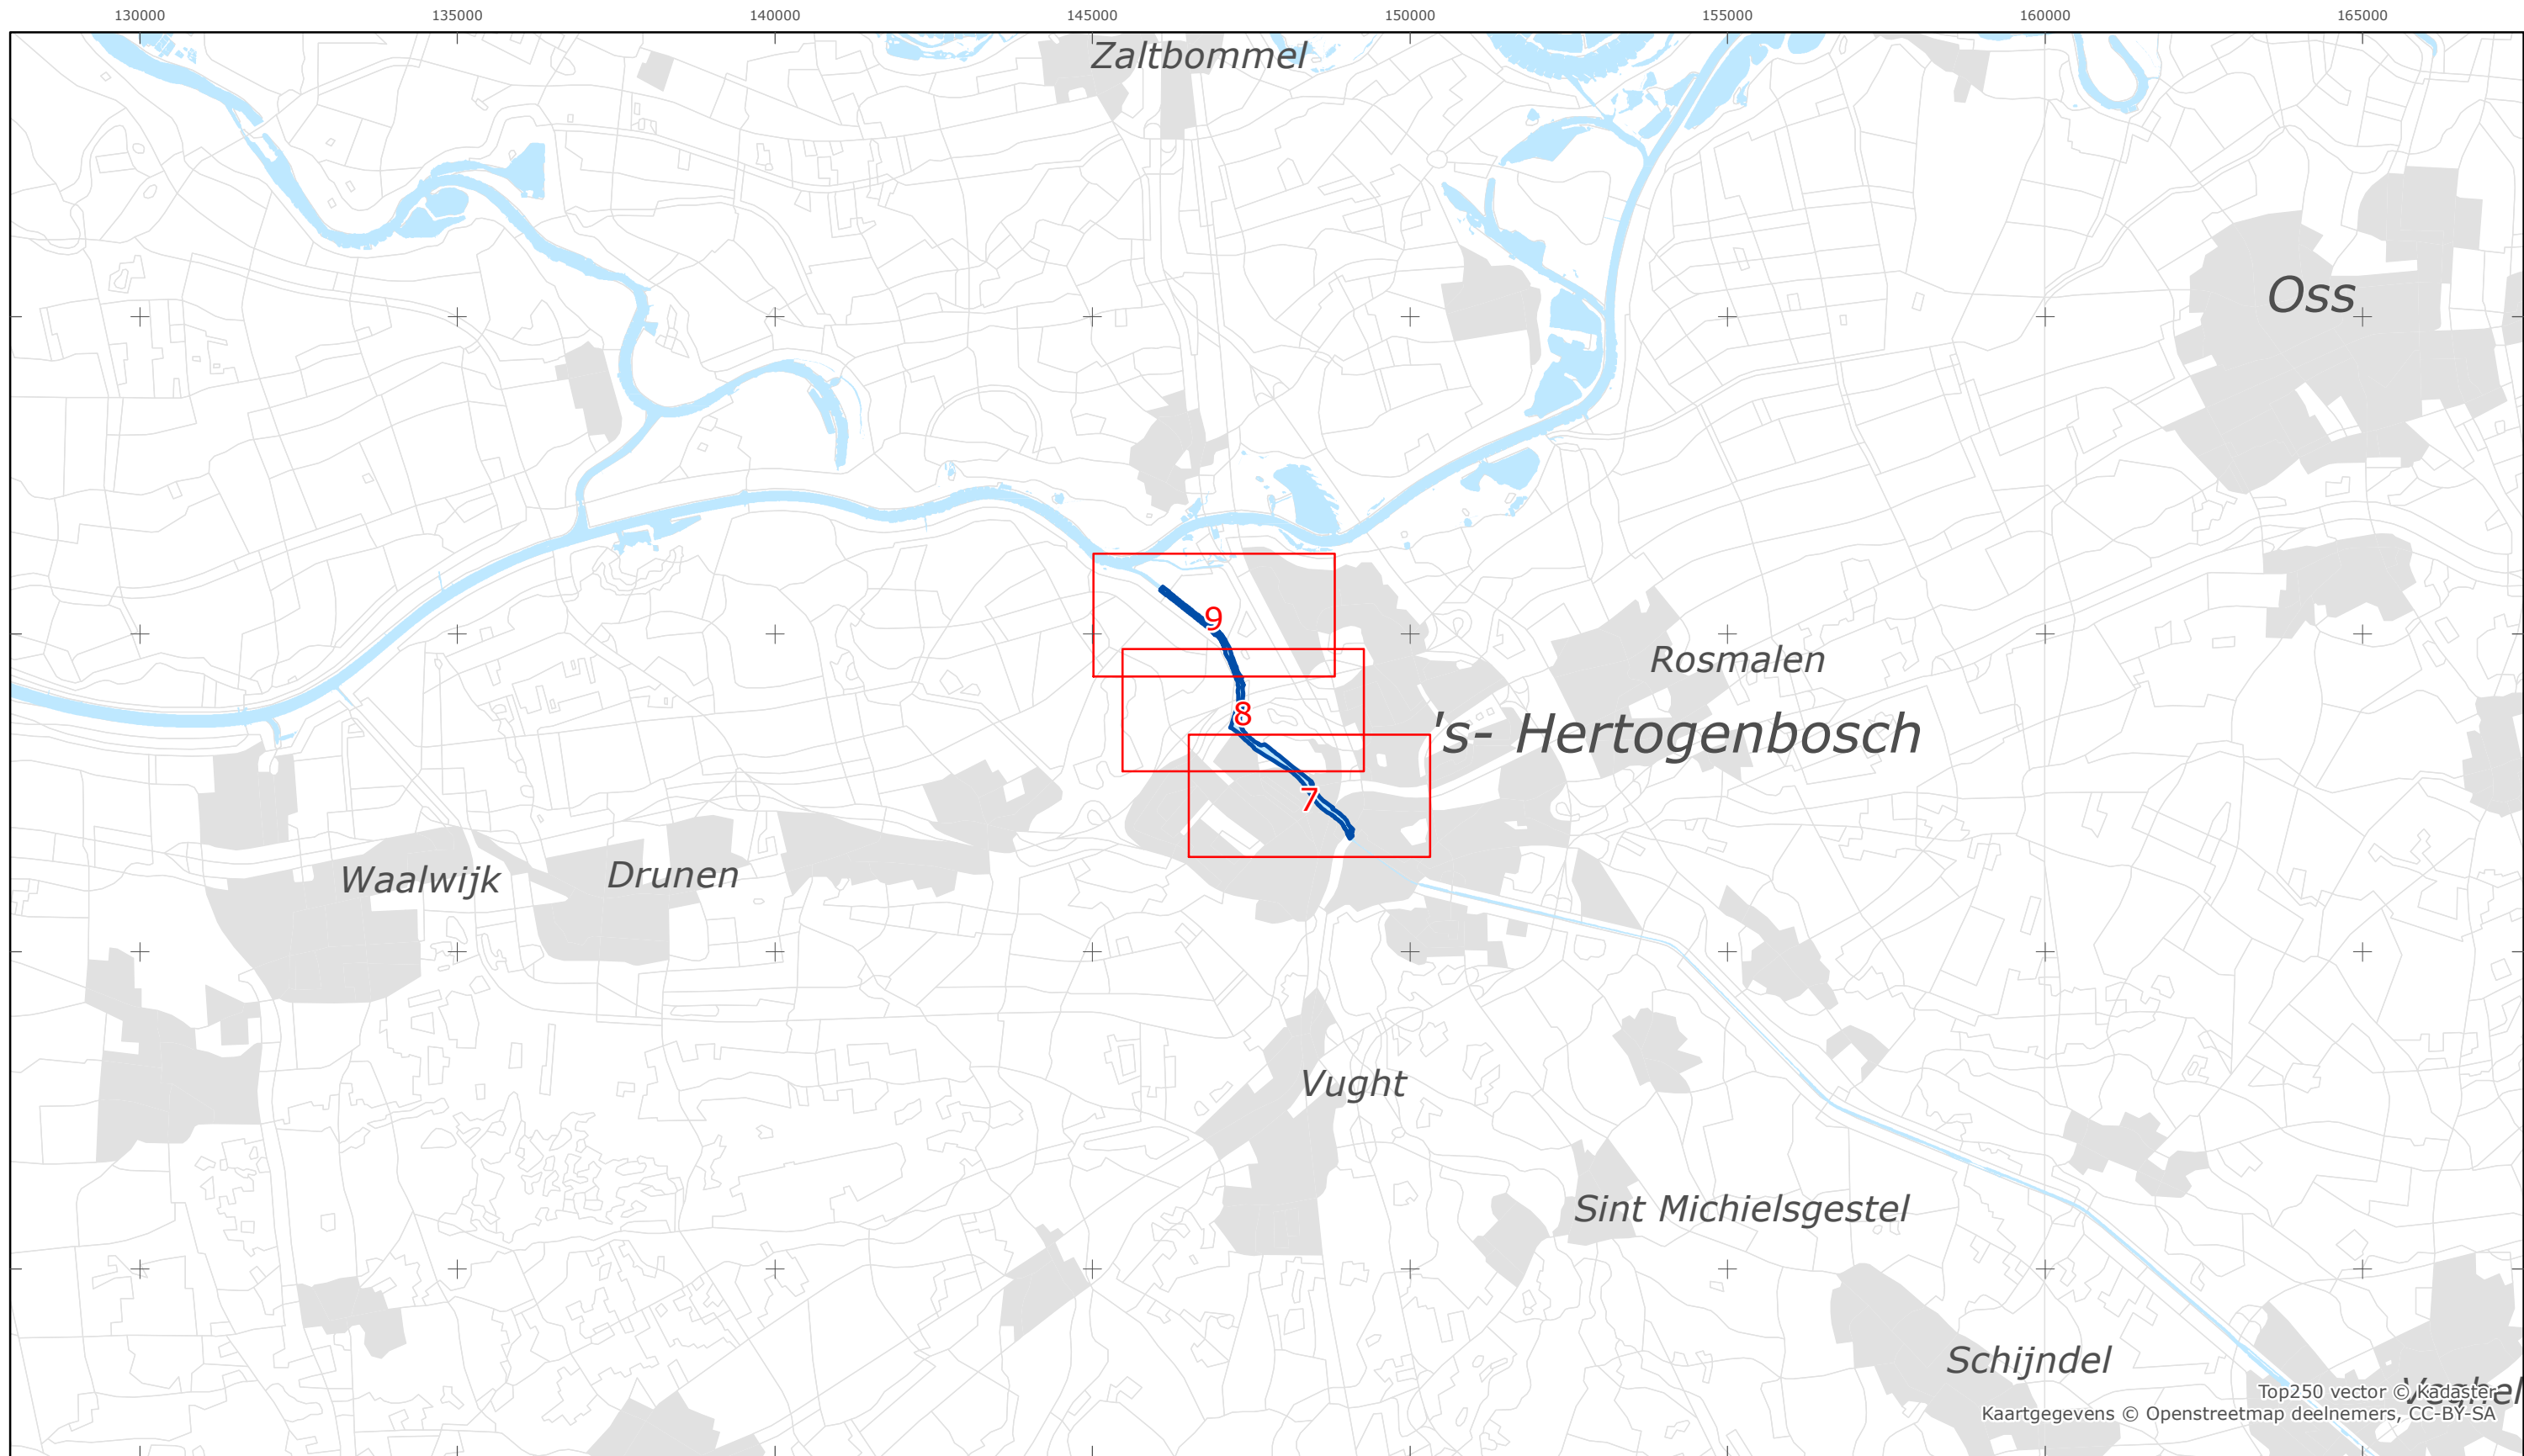 130000 135000 140000 145000 150000 155000 160000 165000
Zaltbommel
Oss
9
Rosmalen
8
's- Hertogenbosch
7
Waalwijk
Drunen
Vught
Sint Michielsgestel
Schijndel
Veghel
Top250 vector © Kadaster
Kaartgegevens © Openstreetmap deelnemers, CC-BY-SA